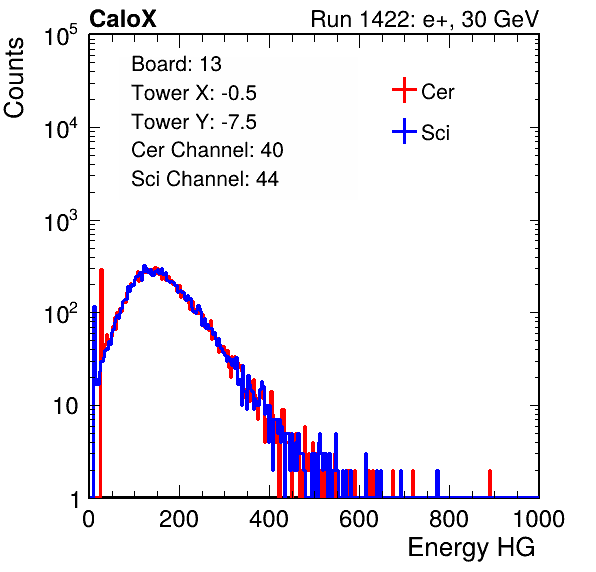 CaloX Run 1422: e+, 30 GeV
Counts
Board: 13
Tower X: -0.5
Tower Y: -7.5
Cer Channel: 40
Sci Channel: 44
Cer
Sci
10^5
10^4
10^3
10^2
10
1
0 200 400 600 800 1000
Energy HG